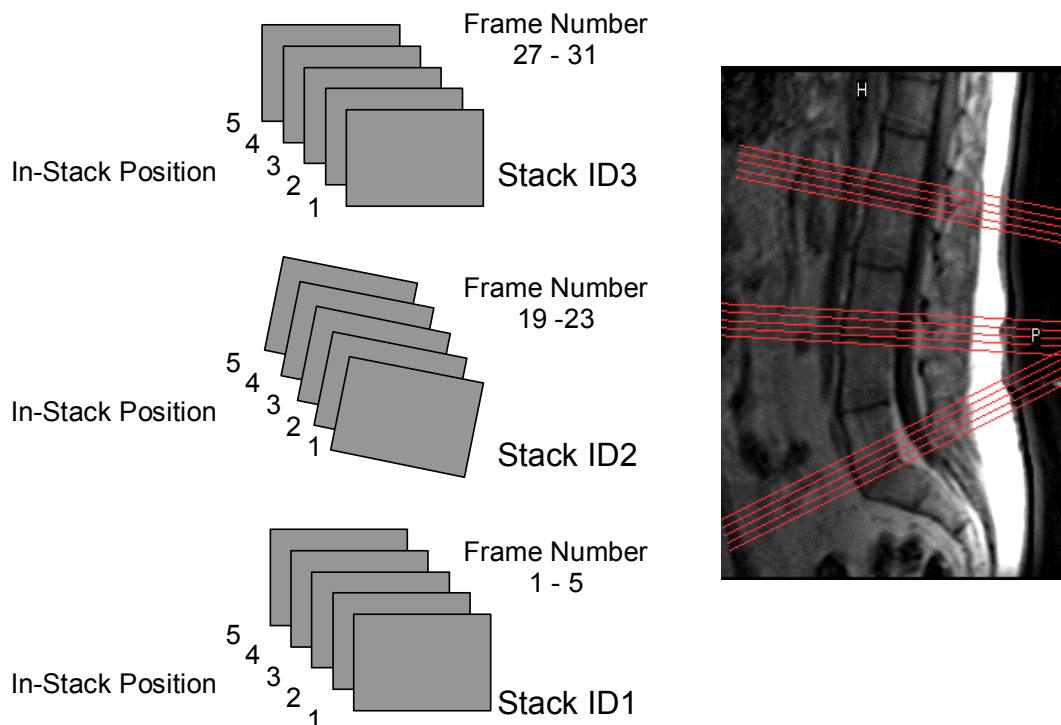 Frame Number
27 - 31
H
5
4
3
2
1
In-Stack Position
Stack ID3
Frame Number
19 -23
P
5
4
3
2
1
In-Stack Position
Stack ID2
Frame Number
1 - 5
5
4
3
2
1
In-Stack Position
Stack ID1